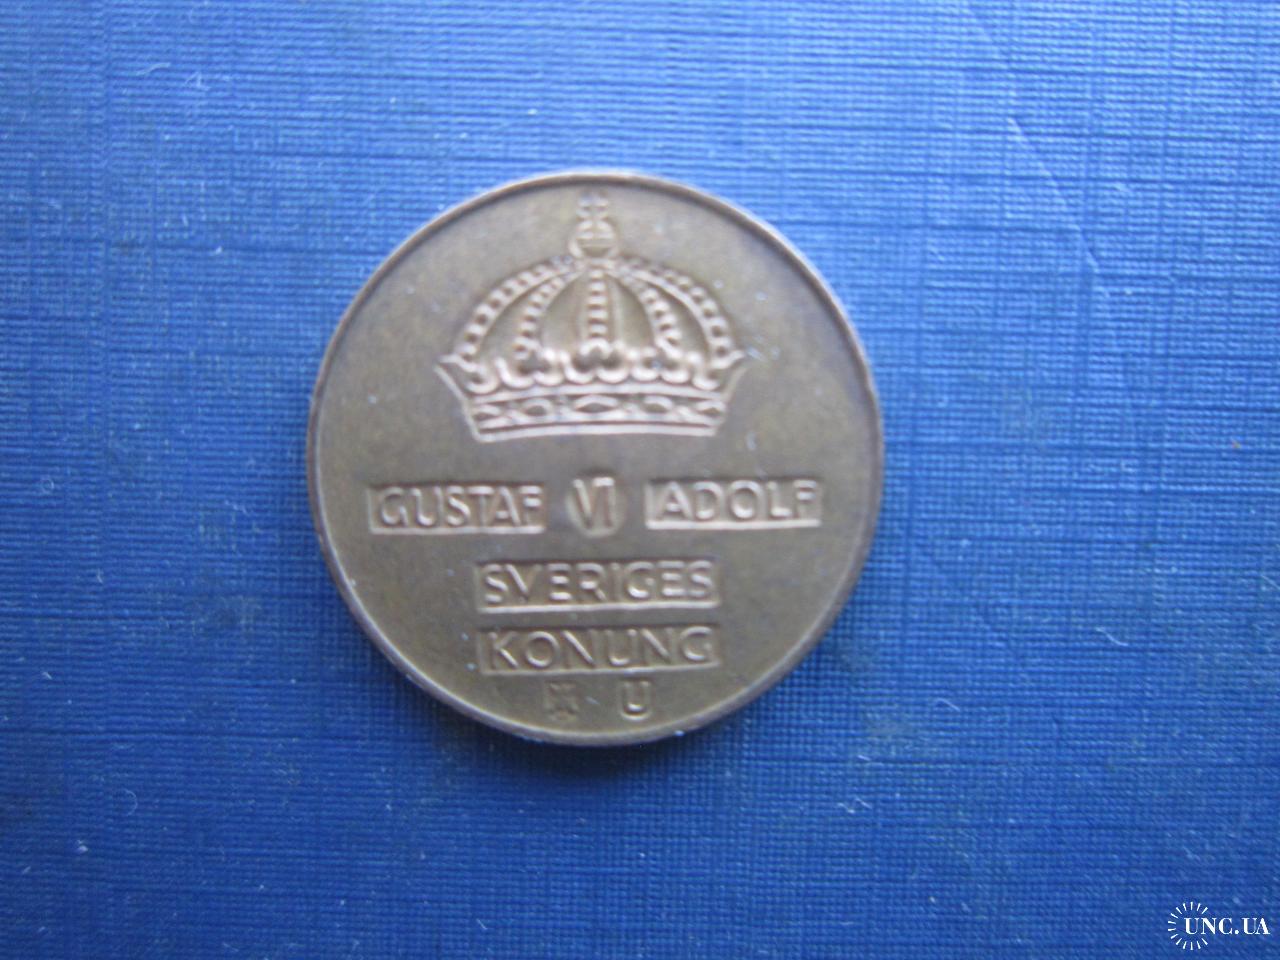 GUSTAF VI ADOLF
SVERIGES
KONUNG
U
UNC.UA